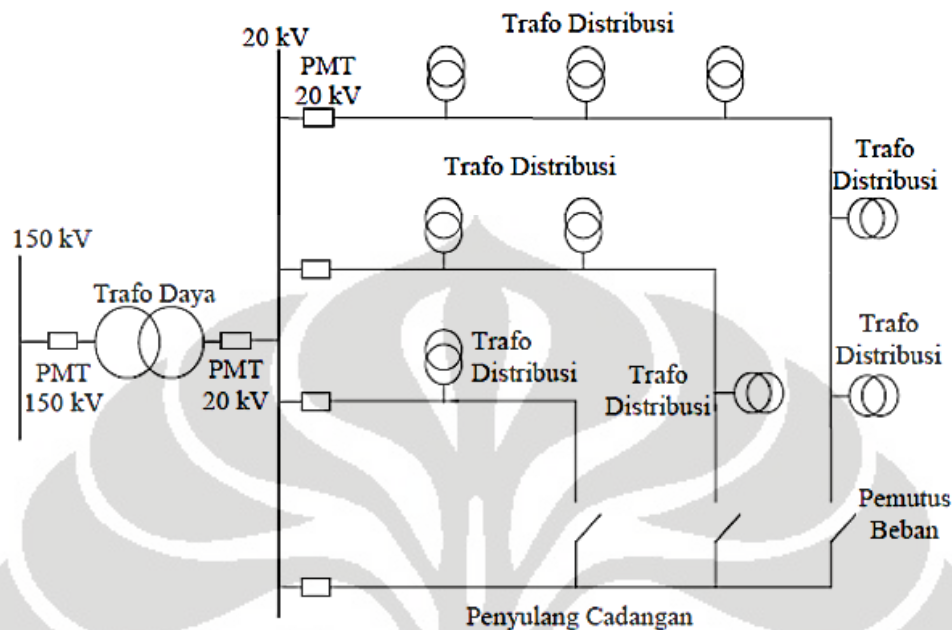 Trafo Distribusi
20 kV
PMT
20 kV
Trafo
Distribusi
Trafo Distribusi
150 kV
Trafo Daya
PMT
150 kV
PMT
20 kV
Trafo
Distribusi
Trafo
Distribusi
Trafo
Distribusi
Pemutus
Beban
Penyulang Cadangan